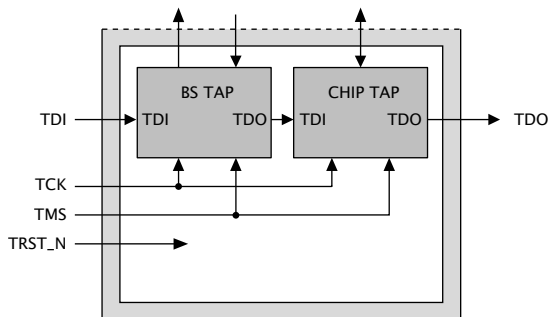 BS TAP
CHIP TAP
TDI
TDI
TDO
TDI
TDO
TDO
TCK
TMS
TRST_N